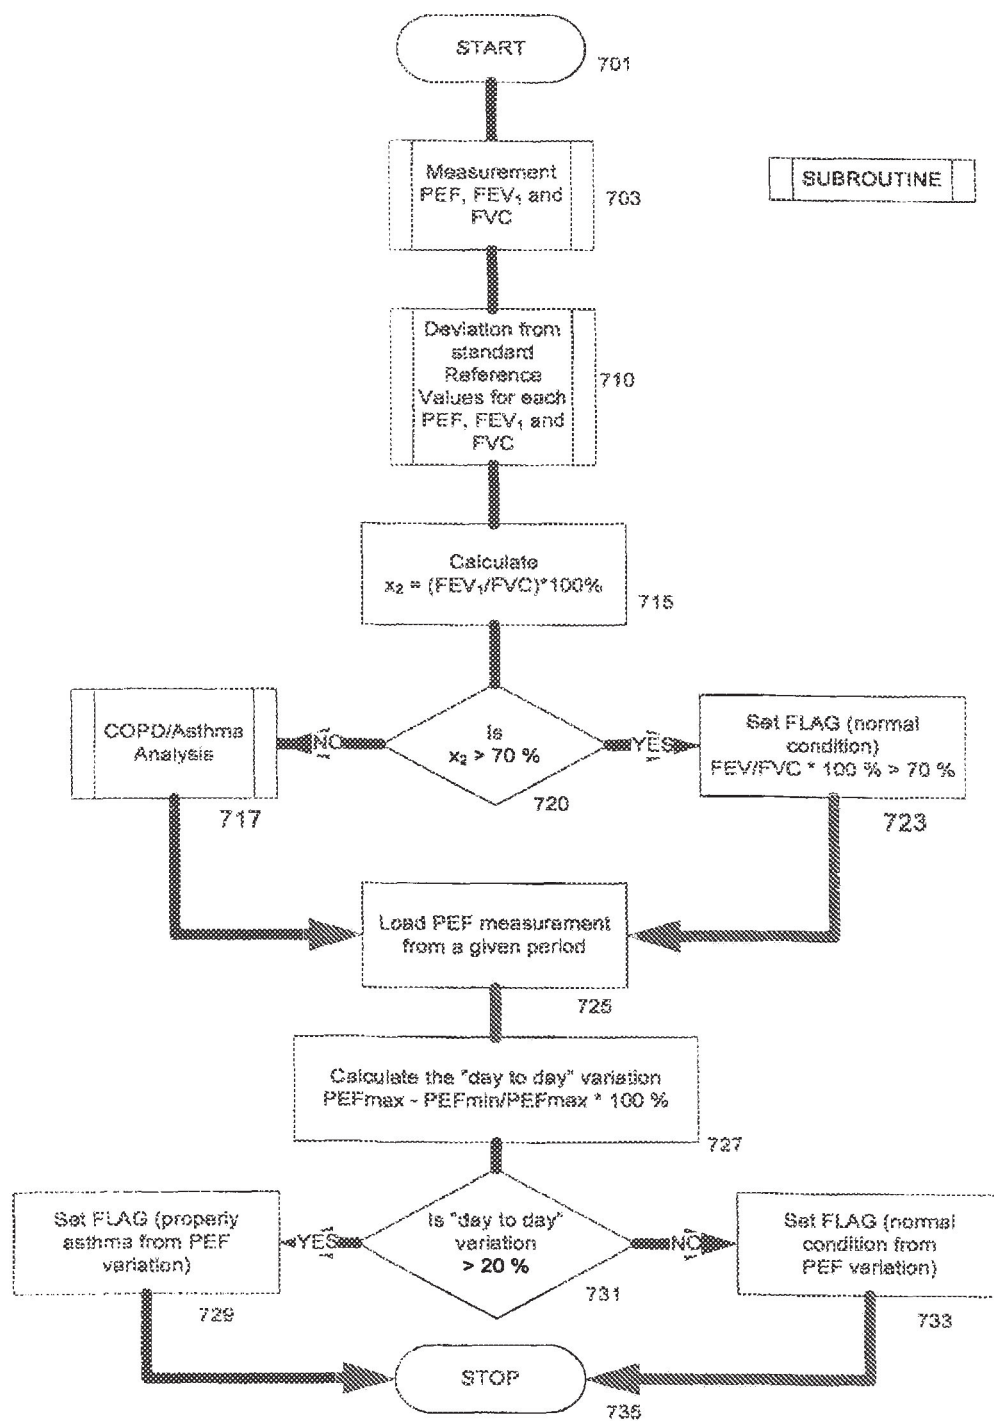 START
701
Measurement
PEF, FEV₁ and
FVC
703
SUBROUTINE
Deviation from
standard
Reference
Values for each
PEF, FEV₁ and
FVC
710
Calculate
x₂ = (FEV₁/FVC)*100%
715
COPD/Asthma
Analysis
717
NO
Is
x₂ > 70 %
720
YES
Set FLAG (normal
condition)
FEV/FVC * 100 % > 70 %
723
Load PEF measurement
from a given period
725
Calculate the "day to day" variation
PEFmax - PEFmin/PEFmax * 100 %
727
Set FLAG (properly
asthma from PEF
variation)
729
YES
Is "day to day"
variation
> 20 %
731
NO
Set FLAG (normal
condition from
PEF variation)
733
STOP
735